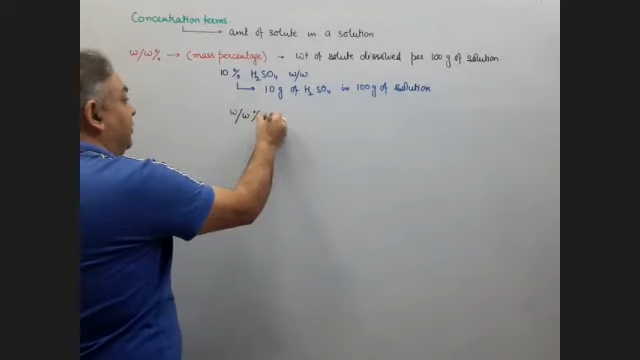 Concentration terms
amt of solute in a solution
w/w% → (mass percentage) → wt of solute dissolved per 100 g of solution
10 % H₂SO₄ w/w
10 g of H₂SO₄ in 100g of solution
w/w %